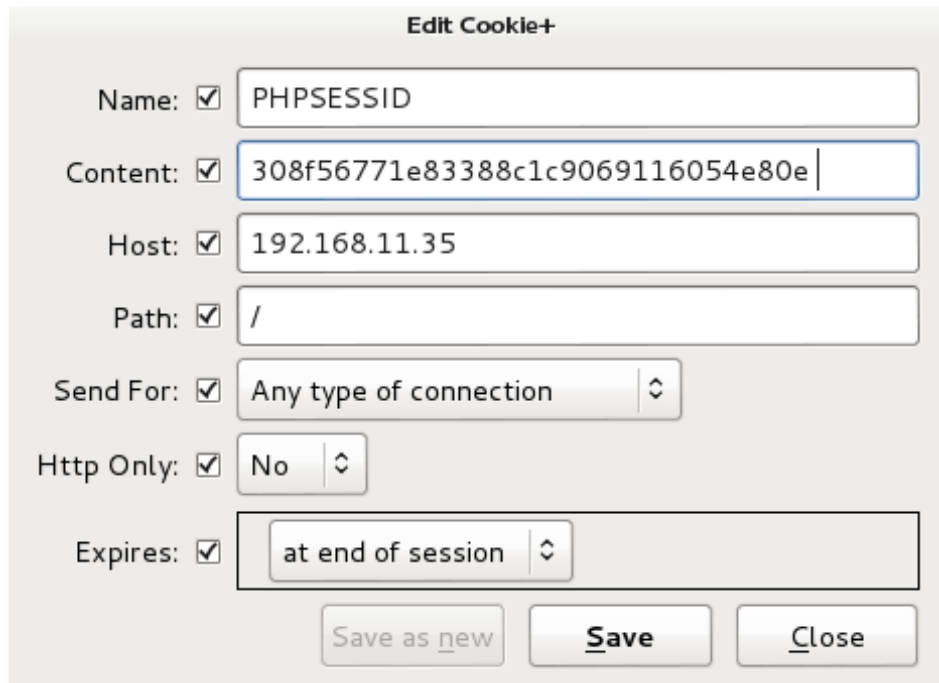 Edit Cookie+
Name: PHPSESSID
Content: 308f56771e83388c1c9069116054e80e
Host: 192.168.11.35
Path: /
Send For: Any type of connection
Http Only: No
Expires: at end of session
Save as new Save Close